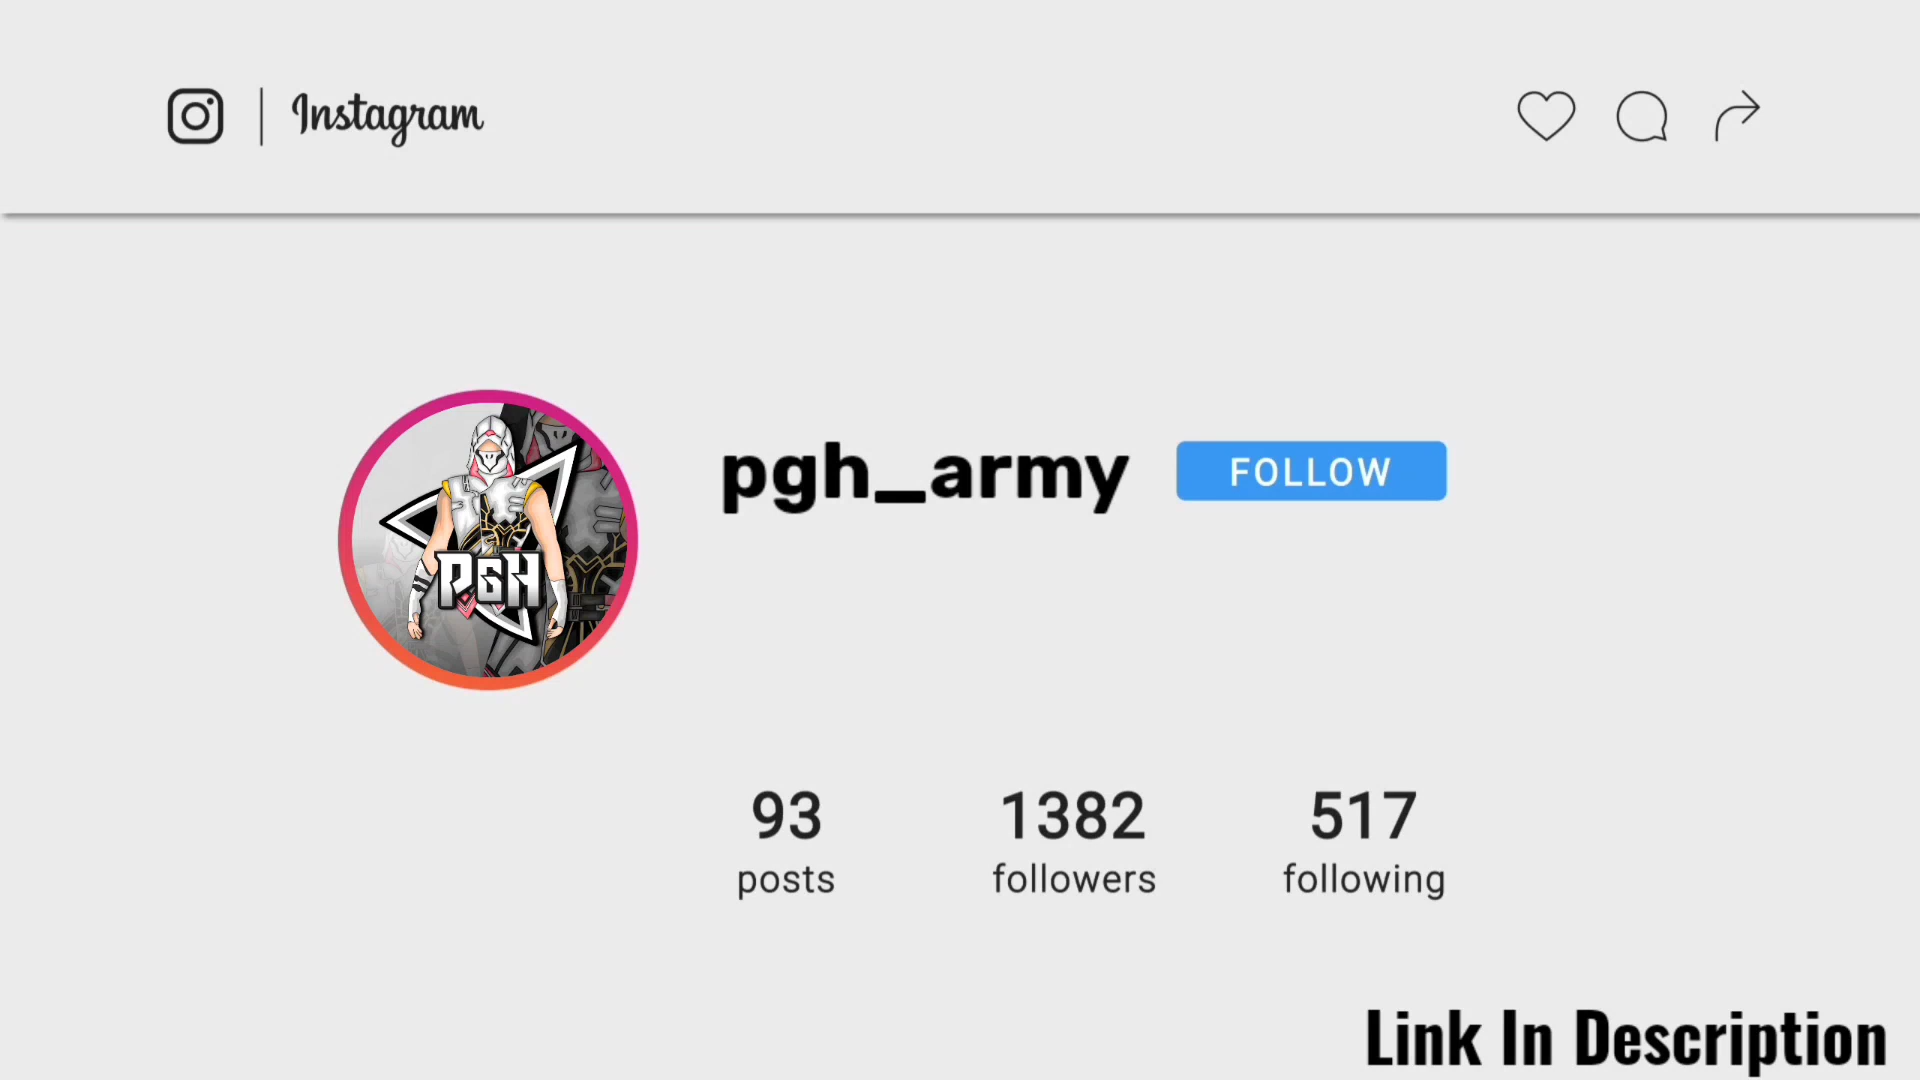 Instagram
pgh_army
FOLLOW
PGH
93
1382
517
posts
followers
following
Link In Description